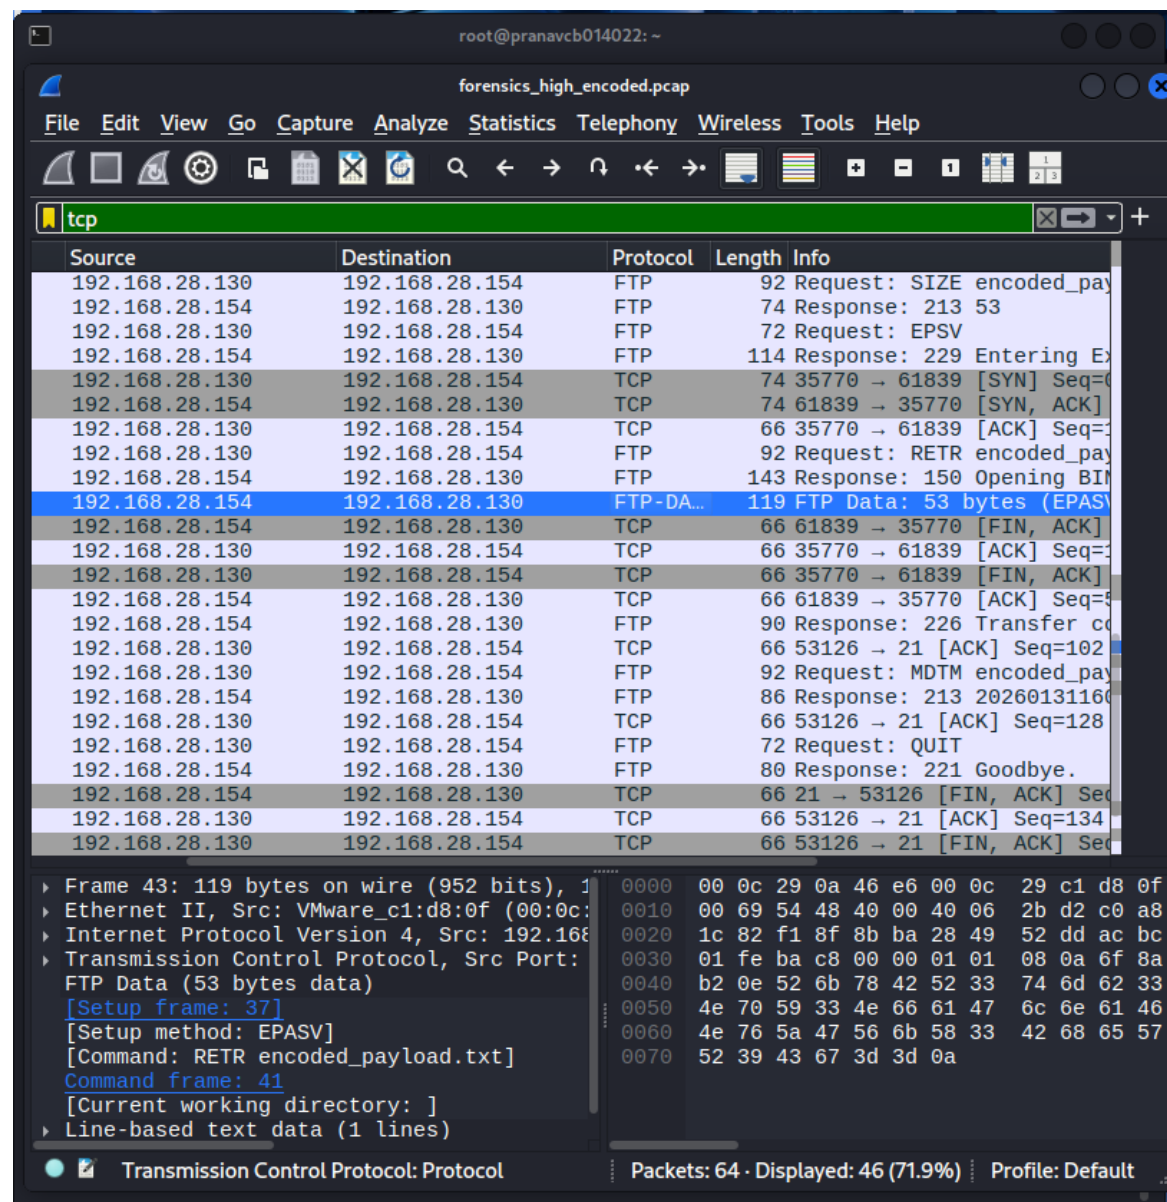 root@pranavcb014022: ~
forensics_high_encoded.pcap
File Edit View Go Capture Analyze Statistics Telephony Wireless Tools Help
tcp
Source Destination Protocol Length Info
192.168.28.130 192.168.28.154 FTP 92 Request: SIZE encoded_pay
192.168.28.154 192.168.28.130 FTP 74 Response: 213 53
192.168.28.130 192.168.28.154 FTP 72 Request: EPSV
192.168.28.154 192.168.28.130 FTP 114 Response: 229 Entering Ex
192.168.28.130 192.168.28.154 TCP 74 35770 → 61839 [SYN] Seq=0
192.168.28.154 192.168.28.130 TCP 74 61839 → 35770 [SYN, ACK]
192.168.28.130 192.168.28.154 TCP 66 35770 → 61839 [ACK] Seq=1
192.168.28.130 192.168.28.154 FTP 92 Request: RETR encoded_pay
192.168.28.154 192.168.28.130 FTP 143 Response: 150 Opening BIN
192.168.28.154 192.168.28.130 FTP-DA… 119 FTP Data: 53 bytes (EPASV
192.168.28.154 192.168.28.130 TCP 66 61839 → 35770 [FIN, ACK]
192.168.28.130 192.168.28.154 TCP 66 35770 → 61839 [ACK] Seq=1
192.168.28.130 192.168.28.154 TCP 66 35770 → 61839 [FIN, ACK]
192.168.28.154 192.168.28.130 TCP 66 61839 → 35770 [ACK] Seq=5
192.168.28.154 192.168.28.130 FTP 90 Response: 226 Transfer co
192.168.28.130 192.168.28.154 TCP 66 53126 → 21 [ACK] Seq=102
192.168.28.130 192.168.28.154 FTP 92 Request: MDTM encoded_pay
192.168.28.154 192.168.28.130 FTP 86 Response: 213 20260131160
192.168.28.130 192.168.28.154 TCP 66 53126 → 21 [ACK] Seq=128
192.168.28.130 192.168.28.154 FTP 72 Request: QUIT
192.168.28.154 192.168.28.130 FTP 80 Response: 221 Goodbye.
192.168.28.154 192.168.28.130 TCP 66 21 → 53126 [FIN, ACK] Seq
192.168.28.130 192.168.28.154 TCP 66 53126 → 21 [ACK] Seq=134
192.168.28.130 192.168.28.154 TCP 66 53126 → 21 [FIN, ACK] Seq
Frame 43: 119 bytes on wire (952 bits), 1
Ethernet II, Src: VMware_c1:d8:0f (00:0c:
Internet Protocol Version 4, Src: 192.168
Transmission Control Protocol, Src Port:
FTP Data (53 bytes data)
[Setup frame: 37]
[Setup method: EPASV]
[Command: RETR encoded_payload.txt]
Command frame: 41
[Current working directory: ]
Line-based text data (1 lines)
0000 00 0c 29 0a 46 e6 00 0c 29 c1 d8 0f
0010 00 69 54 48 40 00 40 06 2b d2 c0 a8
0020 1c 82 f1 8f 8b ba 28 49 52 dd ac bc
0030 01 fe ba c8 00 00 01 01 08 0a 6f 8a
0040 b2 0e 52 6b 78 42 52 33 74 6d 62 33
0050 4e 70 59 33 4e 66 61 47 6c 6e 61 46
0060 4e 76 5a 47 56 6b 58 33 42 68 65 57
0070 52 39 43 67 3d 3d 0a
Transmission Control Protocol: Protocol
Packets: 64 · Displayed: 46 (71.9%)
Profile: Default